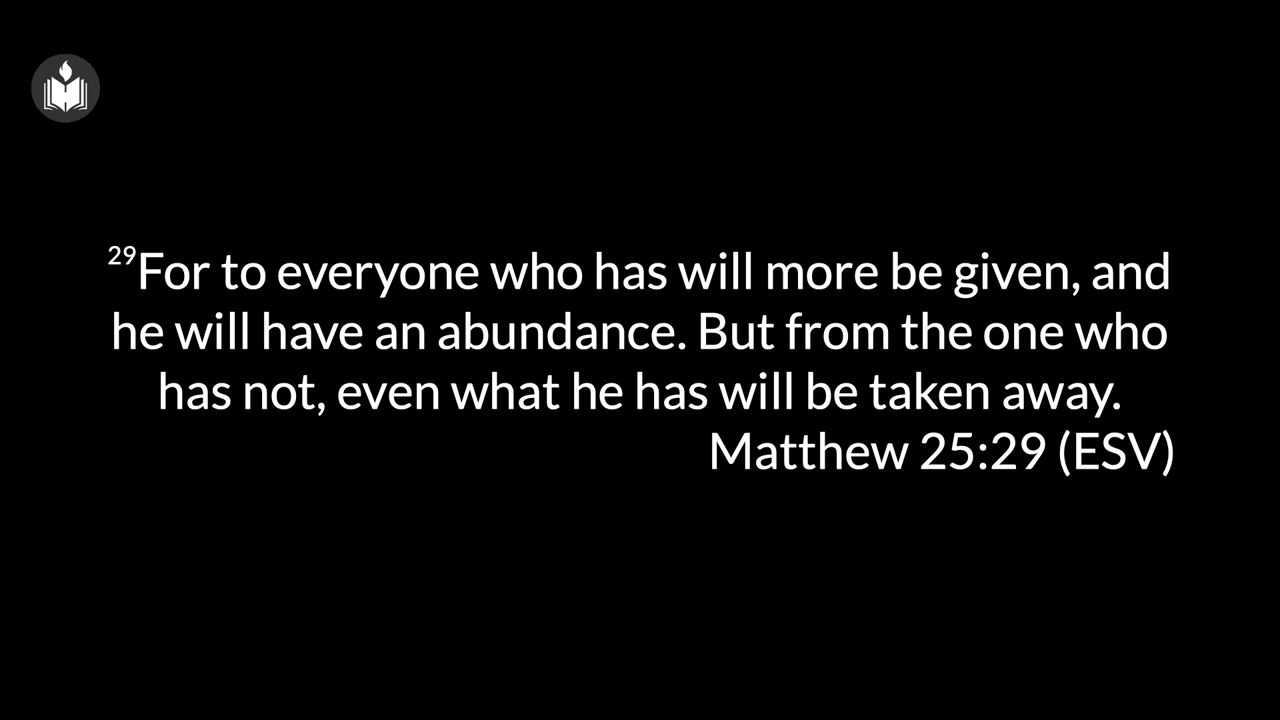 29For to everyone who has will more be given, and
he will have an abundance. But from the one who
has not, even what he has will be taken away.
Matthew 25:29 (ESV)